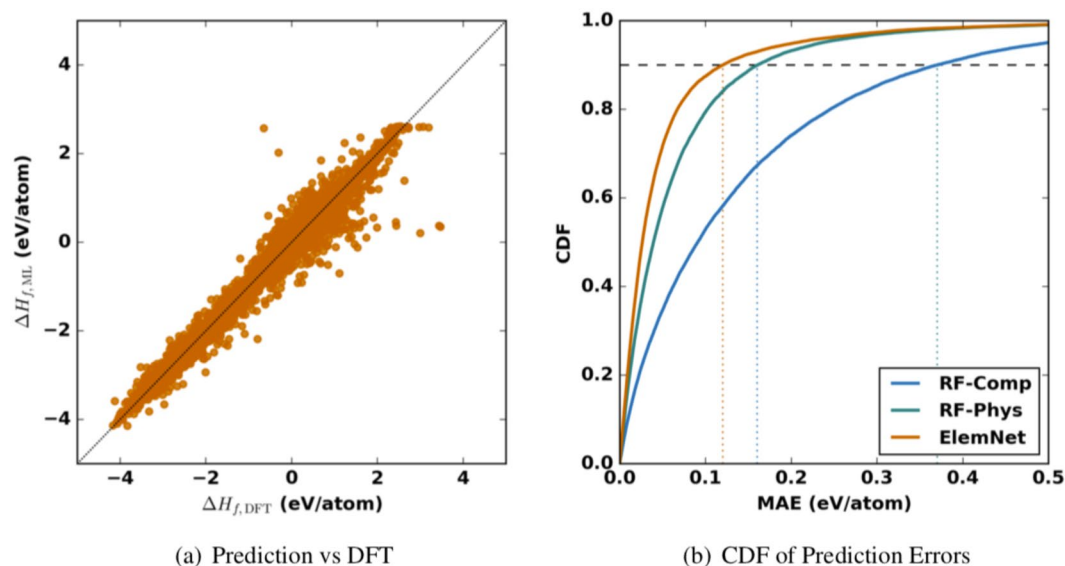 4
2
0
−2
−4
ΔH_{f,ML} (eV/atom)
−4 −2 0 2 4
ΔH_{f,DFT} (eV/atom)
(a) Prediction vs DFT
1.0
0.8
0.6
0.4
0.2
0.0
CDF
RF-Comp
RF-Phys
ElemNet
0.0 0.1 0.2 0.3 0.4 0.5
MAE (eV/atom)
(b) CDF of Prediction Errors